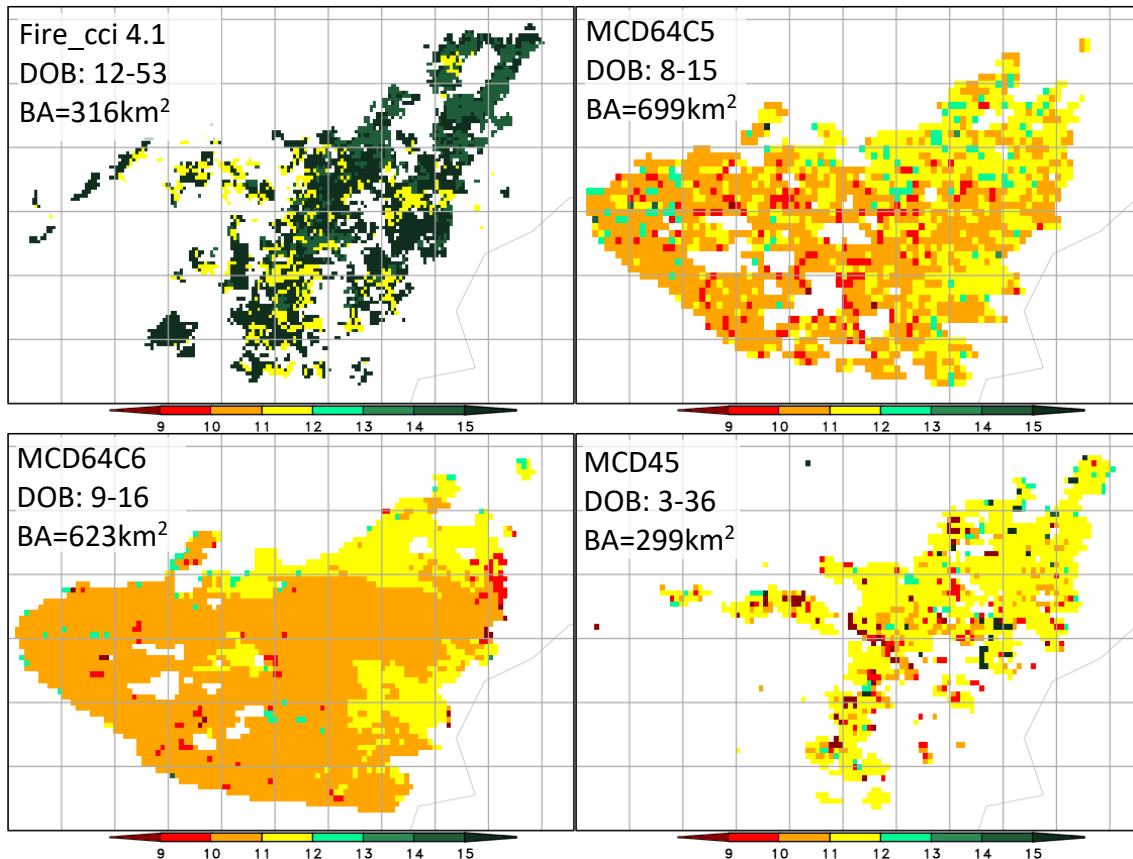 Fire_cci 4.1
DOB: 12-53
BA=316km²
9 10 11 12 13 14 15
MCD64C5
DOB: 8-15
BA=699km²
9 10 11 12 13 14 15
MCD64C6
DOB: 9-16
BA=623km²
9 10 11 12 13 14 15
MCD45
DOB: 3-36
BA=299km²
9 10 11 12 13 14 15